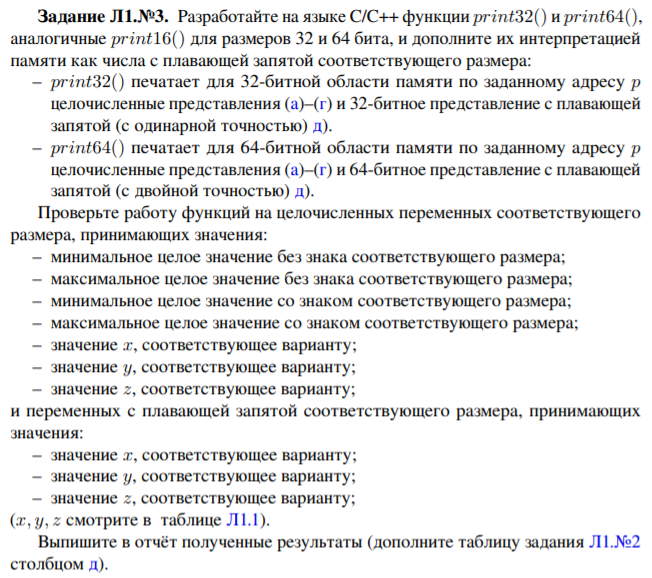 Задание Л1.№3. Разработайте на языке C/C++ функции print32() и print64(),
аналогичные print16() для размеров 32 и 64 бита, и дополните их интерпретацией
памяти как числа с плавающей запятой соответствующего размера:
– print32() печатает для 32-битной области памяти по заданному адресу p
целочисленные представления (а)–(г) и 32-битное представление с плавающей
запятой (с одинарной точностью) д).
– print64() печатает для 64-битной области памяти по заданному адресу p
целочисленные представления (а)–(г) и 64-битное представление с плавающей
запятой (с двойной точностью) д).
Проверьте работу функций на целочисленных переменных соответствующего
размера, принимающих значения:
– минимальное целое значение без знака соответствующего размера;
– максимальное целое значение без знака соответствующего размера;
– минимальное целое значение со знаком соответствующего размера;
– максимальное целое значение со знаком соответствующего размера;
– значение x, соответствующее варианту;
– значение y, соответствующее варианту;
– значение z, соответствующее варианту;
и переменных с плавающей запятой соответствующего размера, принимающих
значения:
– значение x, соответствующее варианту;
– значение y, соответствующее варианту;
– значение z, соответствующее варианту;
(x, y, z смотрите в таблице Л1.1).
Выпишите в отчёт полученные результаты (дополните таблицу задания Л1.№2
столбцом д).